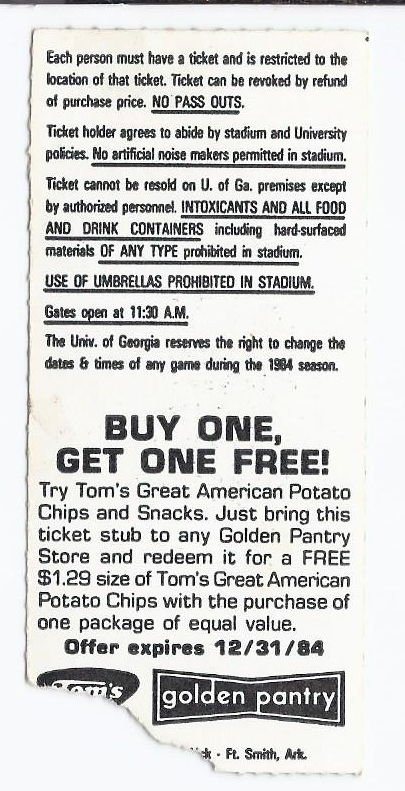 Each person must have a ticket and is restricted to the
location of that ticket. Ticket can be revoked by refund
of purchase price. NO PASS OUTS.
Ticket holder agrees to abide by stadium and University
policies. No artificial noise makers permitted in stadium.
Ticket cannot be resold on U. of Ga. premises except
by authorized personnel. INTOXICANTS AND ALL FOOD
AND DRINK CONTAINERS including hard-surfaced
materials OF ANY TYPE prohibited in stadium.
USE OF UMBRELLAS PROHIBITED IN STADIUM.
Gates open at 11:30 A.M.
The Univ. of Georgia reserves the right to change the
dates & times of any game during the 1984 season.
BUY ONE,
GET ONE FREE!
Try Tom's Great American Potato
Chips and Snacks. Just bring this
ticket stub to any Golden Pantry
Store and redeem it for a FREE
$1.29 size of Tom's Great American
Potato Chips with the purchase of
one package of equal value.
Offer expires 12/31/84
Tom's golden pantry
- Ft. Smith, Ark.